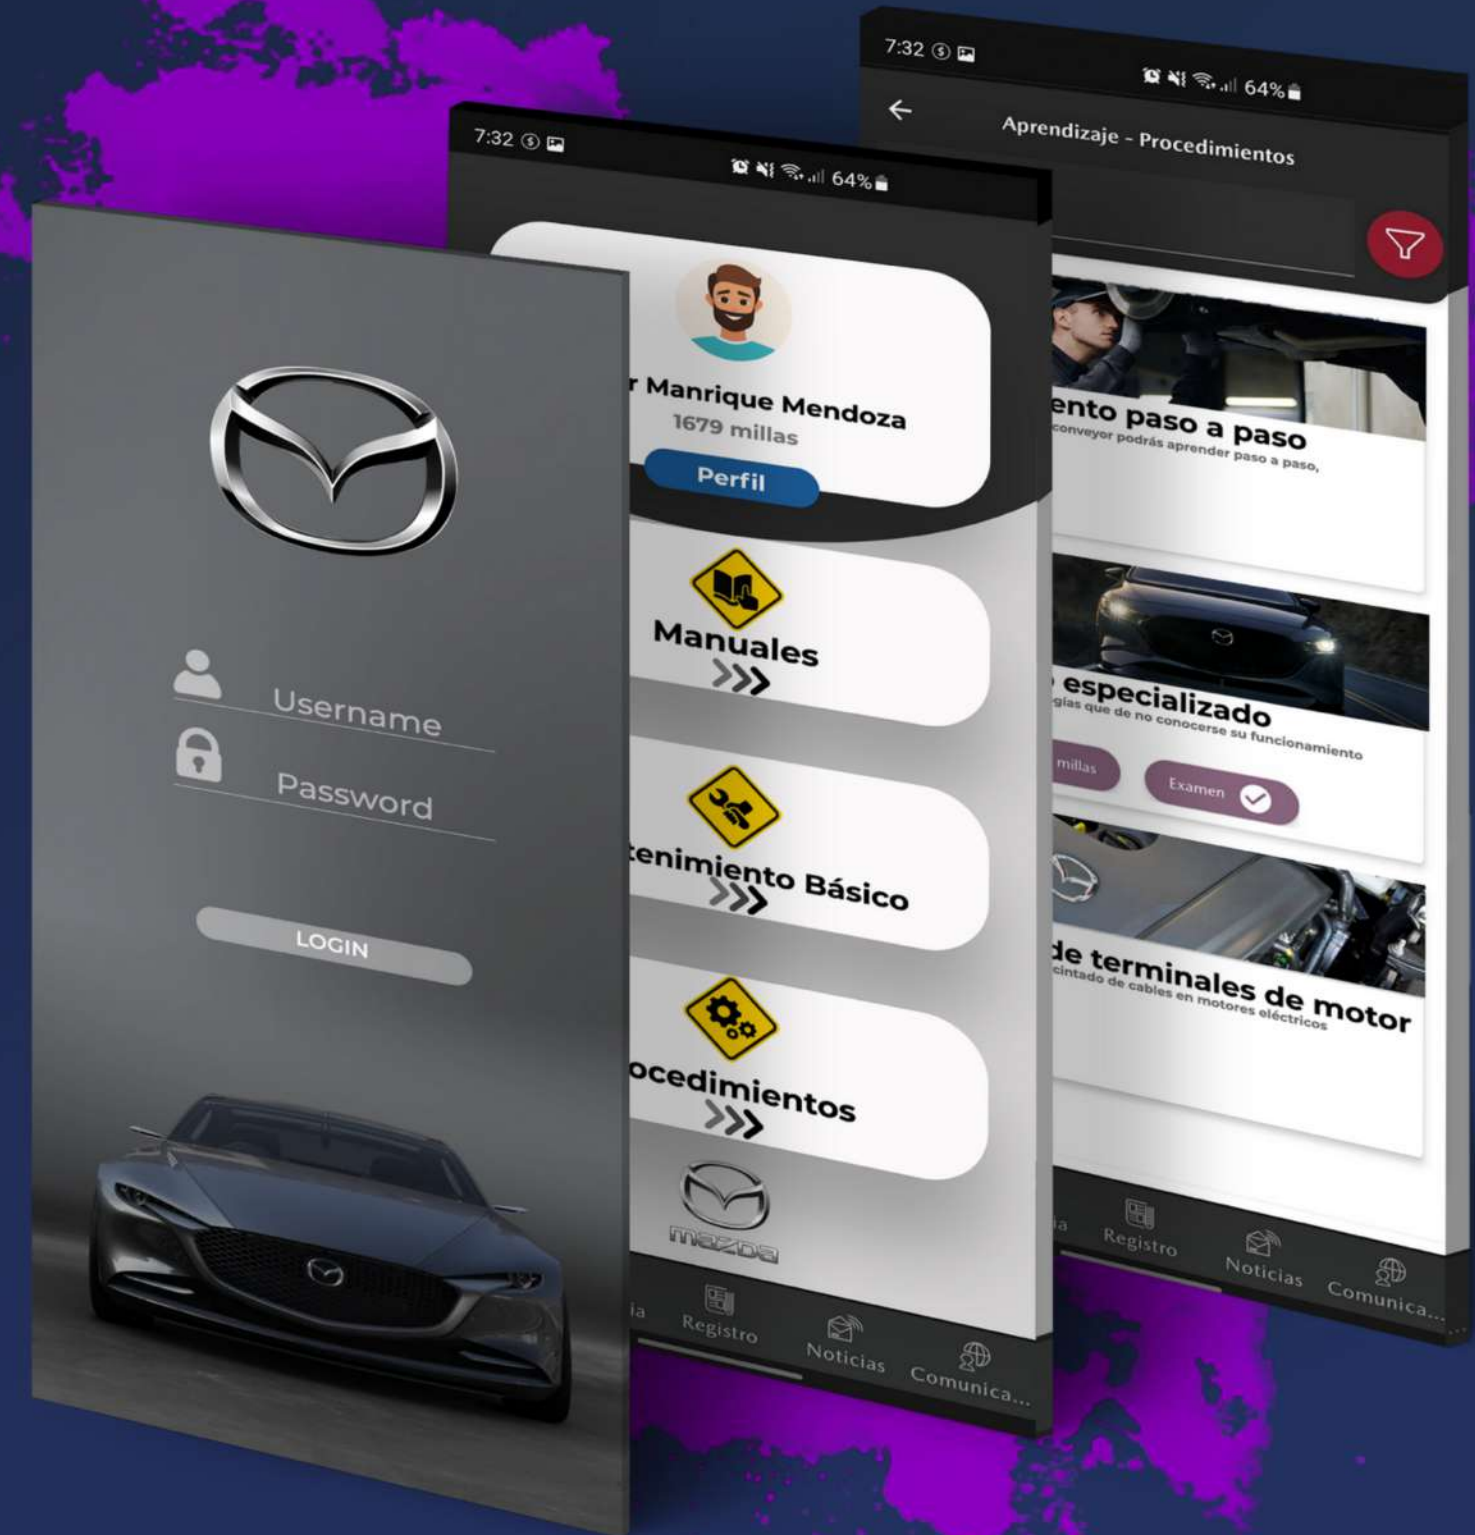 Username
Password
LOGIN
7:32
64%
r Manrique Mendoza
1679 millas
Perfil
Manuales
tenimiento Básico
ocedimientos
mazda
ia
Registro
Noticias
Comunica...
7:32
64%
Aprendizaje - Procedimientos
ento paso a paso
conveyor podrás aprender paso a paso,
especializado
gías que de no conocerse su funcionamiento
millas
Examen
de terminales de motor
cintado de cables en motores eléctricos
ia
Registro
Noticias
Comunica...